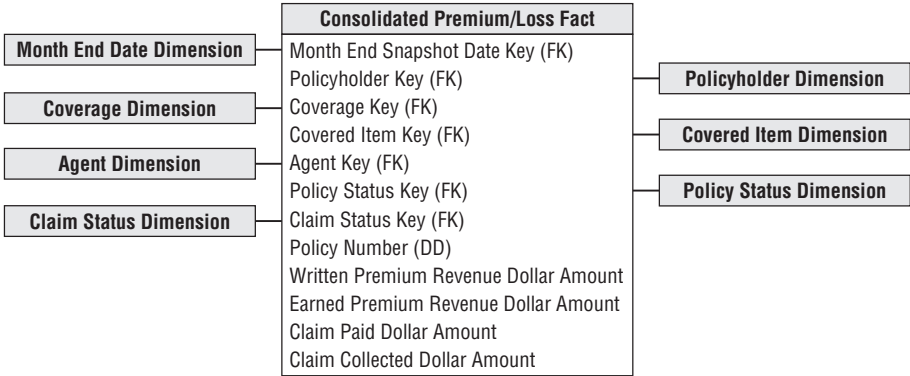 Consolidated Premium/Loss Fact
Month End Date Dimension
Month End Snapshot Date Key (FK)
Policyholder Key (FK)
Policyholder Dimension
Coverage Dimension
Coverage Key (FK)
Covered Item Key (FK)
Covered Item Dimension
Agent Dimension
Agent Key (FK)
Policy Status Key (FK)
Policy Status Dimension
Claim Status Dimension
Claim Status Key (FK)
Policy Number (DD)
Written Premium Revenue Dollar Amount
Earned Premium Revenue Dollar Amount
Claim Paid Dollar Amount
Claim Collected Dollar Amount